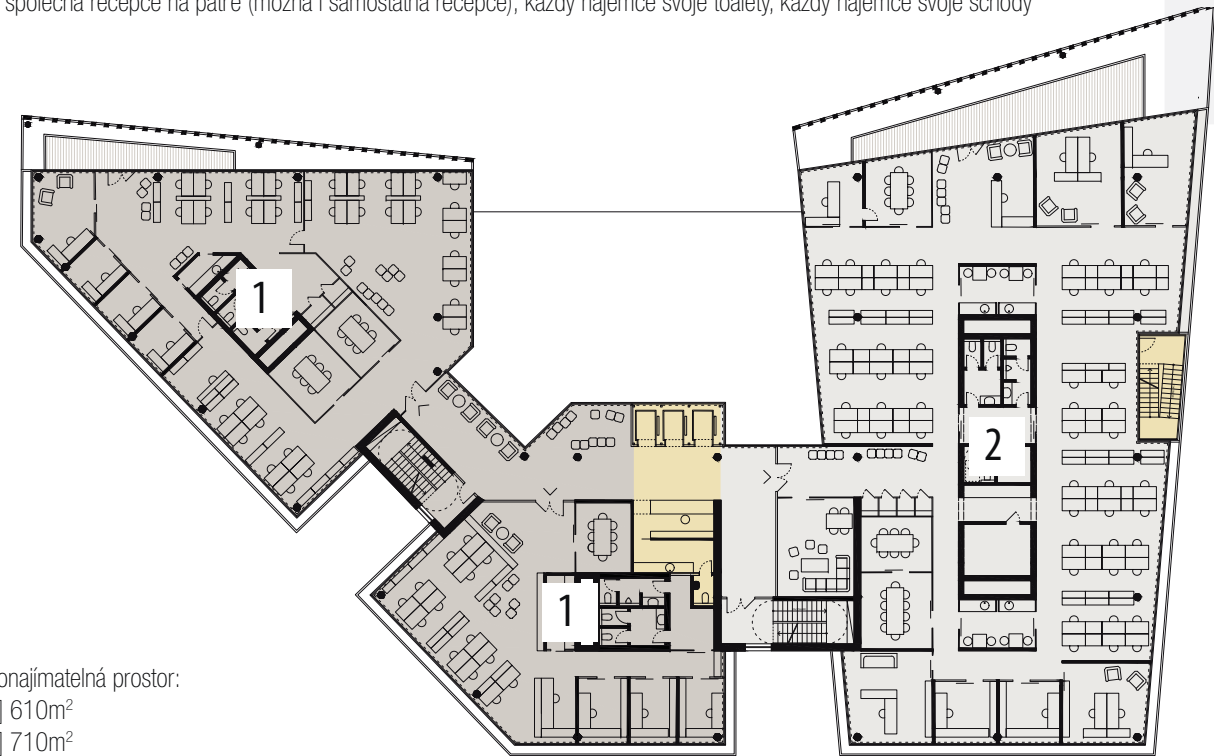 společná recepce na patře (možná i samostatná recepce), každý nájemce svoje toalety, každý nájemce svoje schody
1
2
1
onajímatelná prostor:
] 610m²
] 710m²